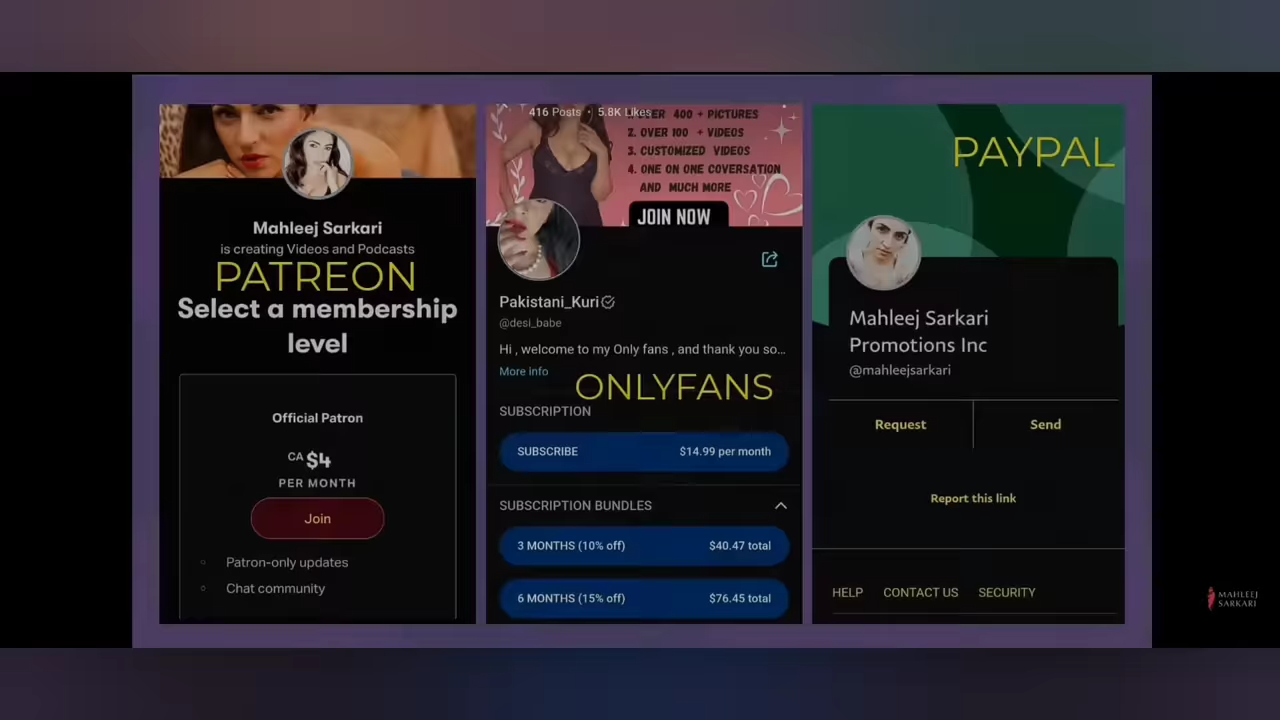 Mahleej Sarkari
is creating Videos and Podcasts
PATREON
Select a membership
level
Official Patron
CA $4
PER MONTH
Join
Patron-only updates
Chat community
416 Posts • 5.8K Likes
400 + PICTURES
2. OVER 100 + VIDEOS
3. CUSTOMIZED VIDEOS
4. ONE ON ONE COVERSATION
AND MUCH MORE
JOIN NOW
Pakistani_Kuri
@desi_babe
Hi , welcome to my Only fans , and thank you so...
More info
ONLYFANS
SUBSCRIPTION
SUBSCRIBE $14.99 per month
SUBSCRIPTION BUNDLES
3 MONTHS (10% off) $40.47 total
6 MONTHS (15% off) $76.45 total
PAYPAL
Mahleej Sarkari
Promotions Inc
@mahleejsarkari
Request Send
Report this link
HELP CONTACT US SECURITY
MAHLEEJ
SARKARI